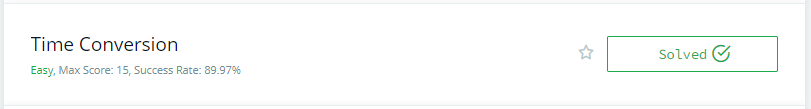 Time Conversion
Solved
Easy, Max Score: 15, Success Rate: 89.97%